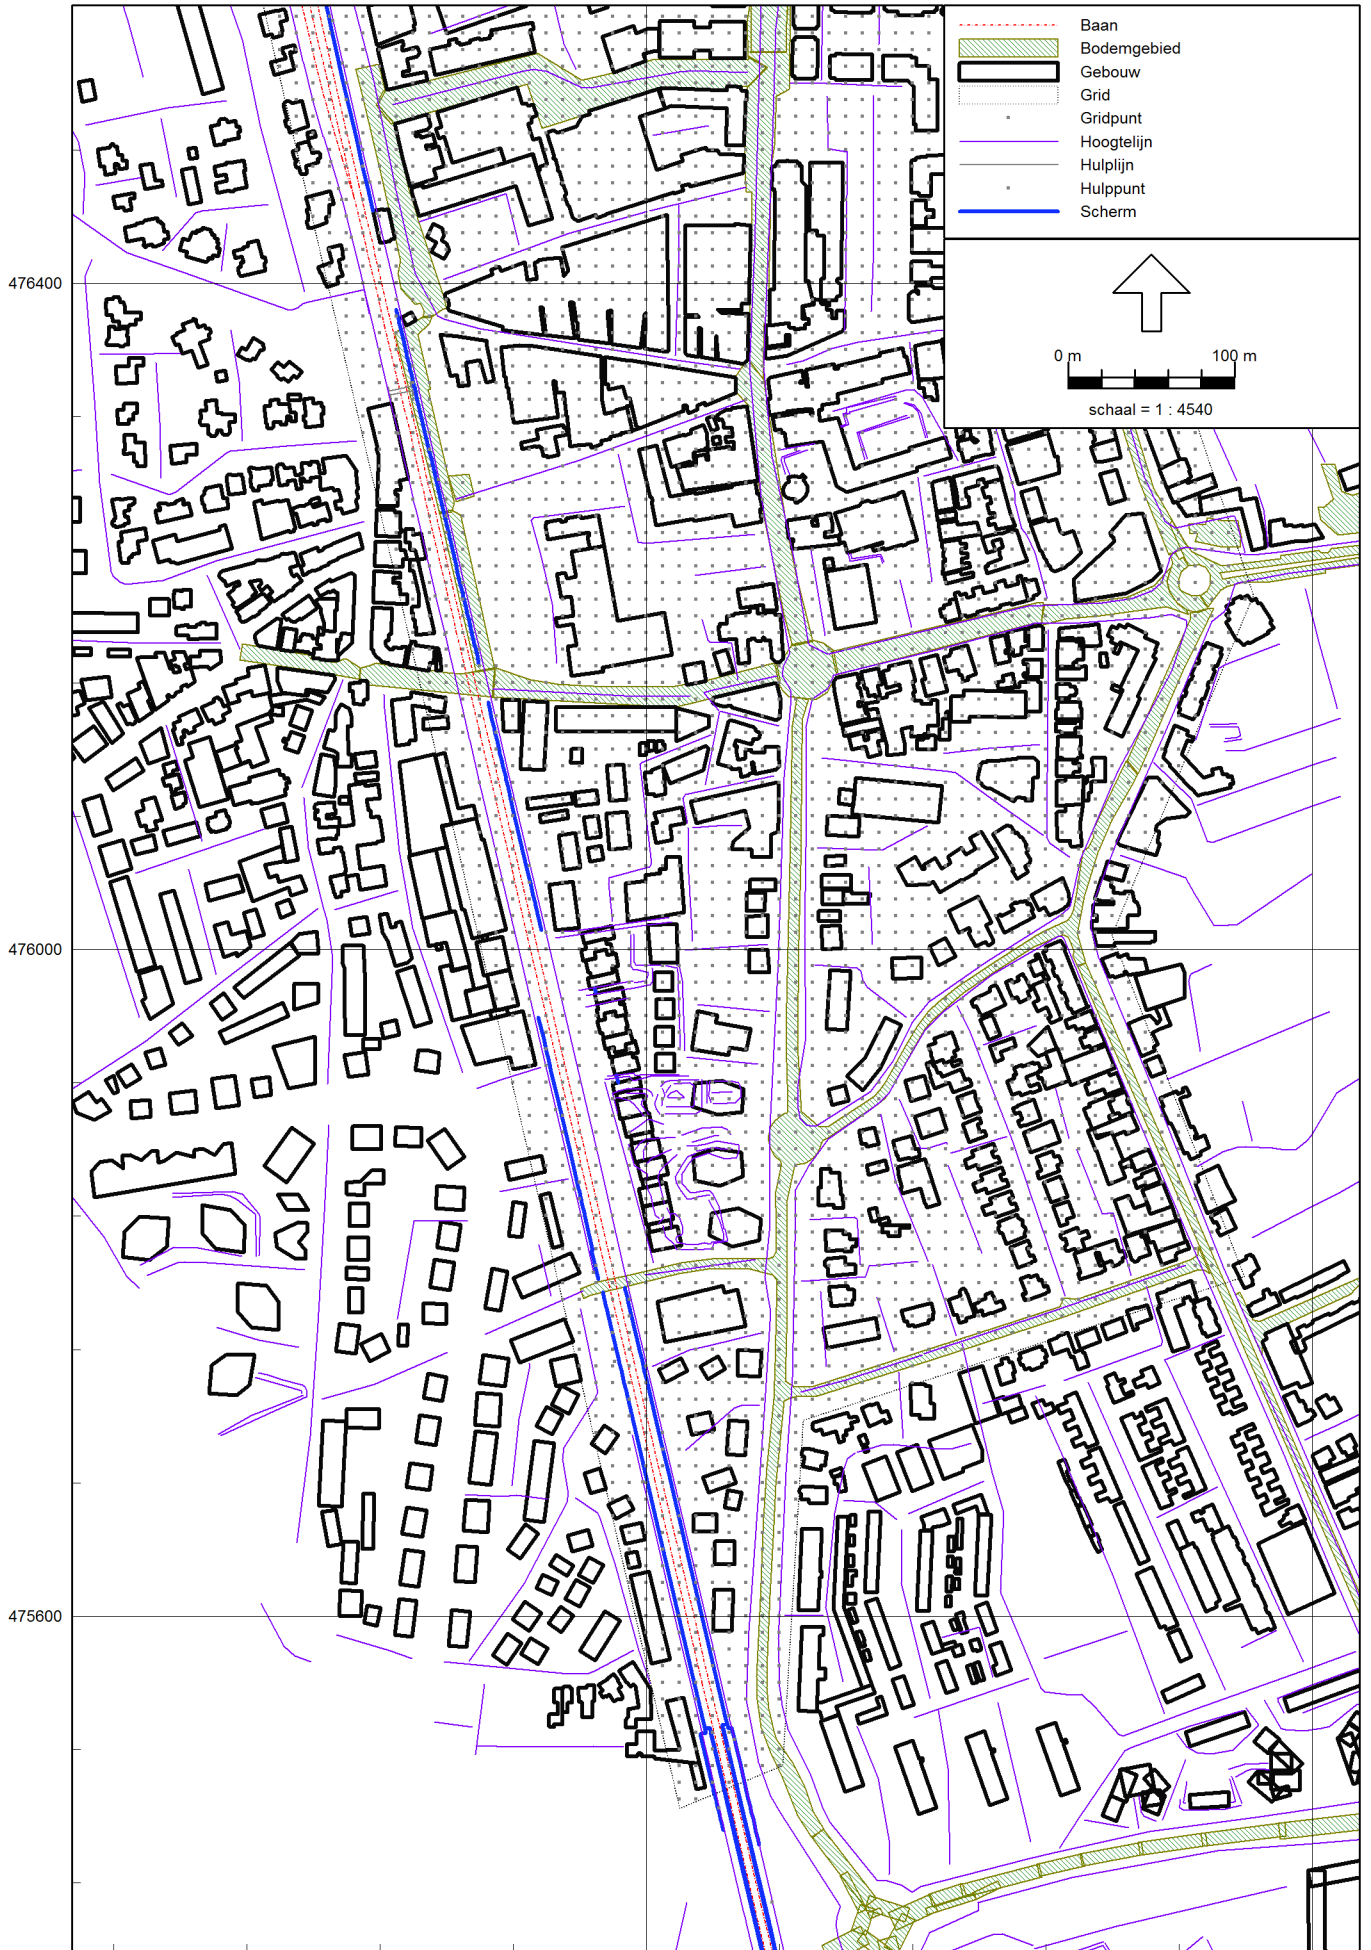 Baan
Bodemgebied
Gebouw
Grid
Gridpunt
Hoogtelijn
Hulplijn
Hulppunt
Scherm
476400
0 m 100 m
schaal = 1 : 4540
476000
475600